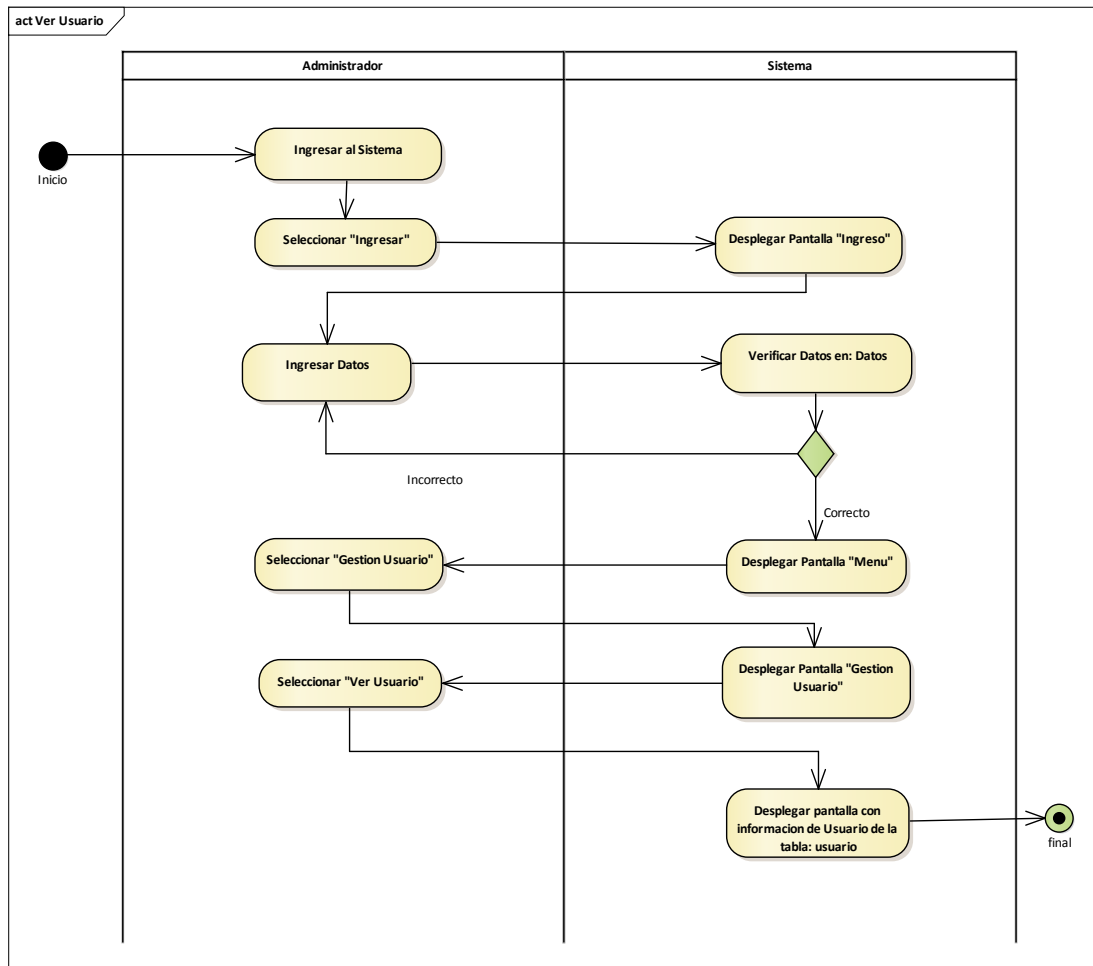 act Ver Usuario
Administrador
Sistema
Ingresar al Sistema
Inicio
Seleccionar "Ingresar"
Desplegar Pantalla "Ingreso"
Ingresar Datos
Verificar Datos en: Datos
Incorrecto
Correcto
Seleccionar "Gestion Usuario"
Desplegar Pantalla "Menu"
Seleccionar "Ver Usuario"
Desplegar Pantalla "Gestion
Usuario"
Desplegar pantalla con
informacion de Usuario de la
tabla: usuario
final